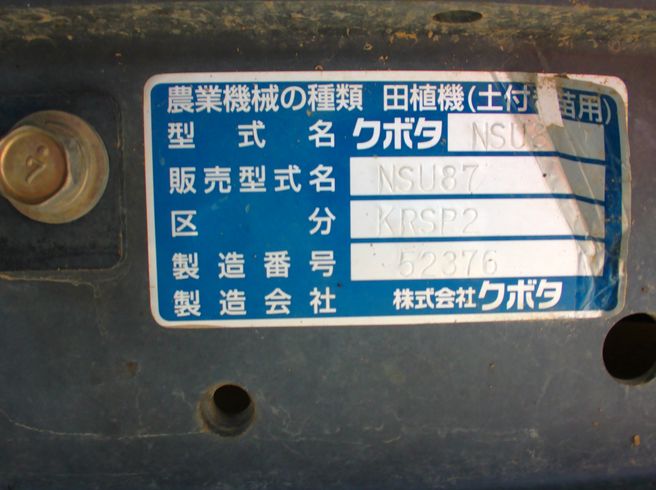 農業機械の種類 田植機(土付 苗用)
型式名 クボタ NSU
販売型式名 NSU87
区分 KRSP2
製造番号 52376
製造会社 株式会社クボタ